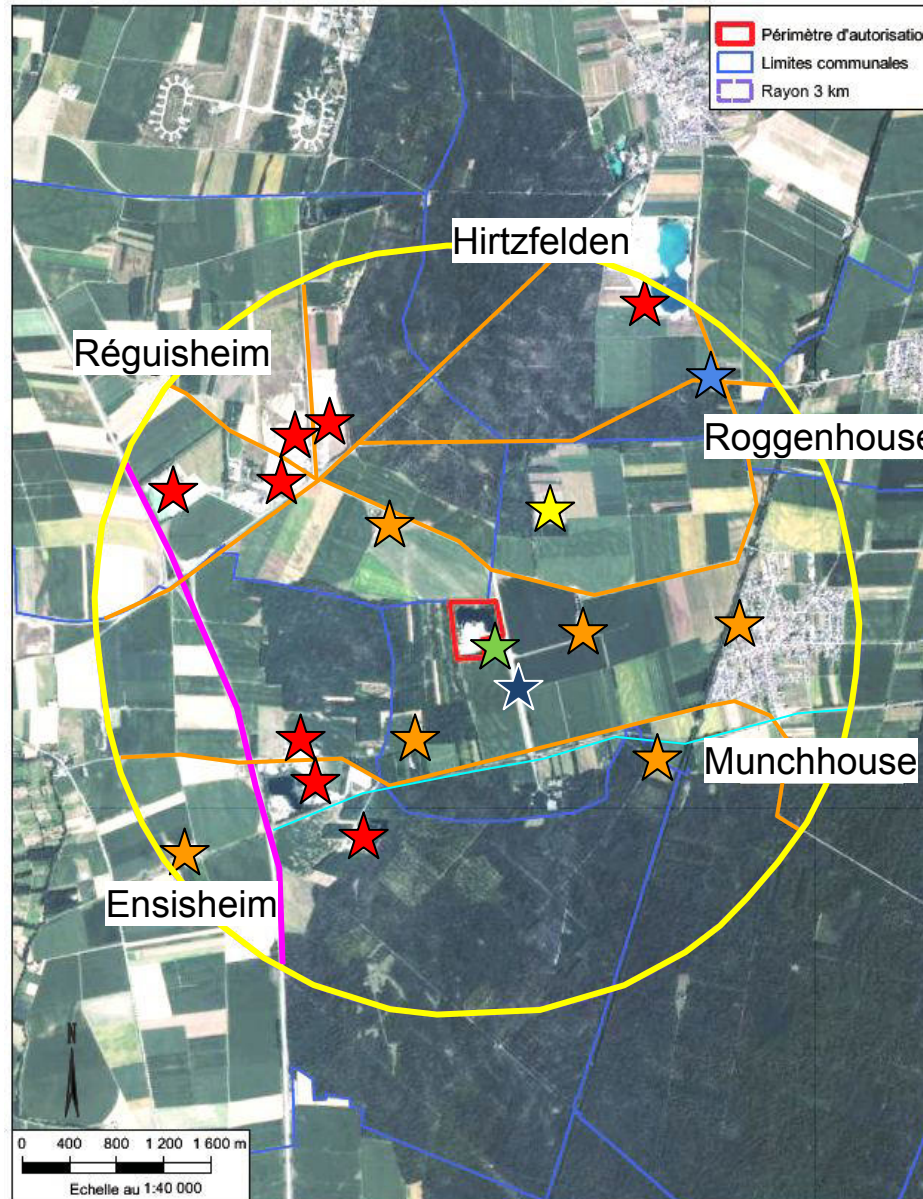 Périmètre d'autorisatio
Limites communales
Rayon 3 km
Hirtzfelden
Réguisheim
Roggenhouse
Munchhouse
Ensisheim
N
0 400 800 1 200 1 600 m
Echelle au 1:40 000